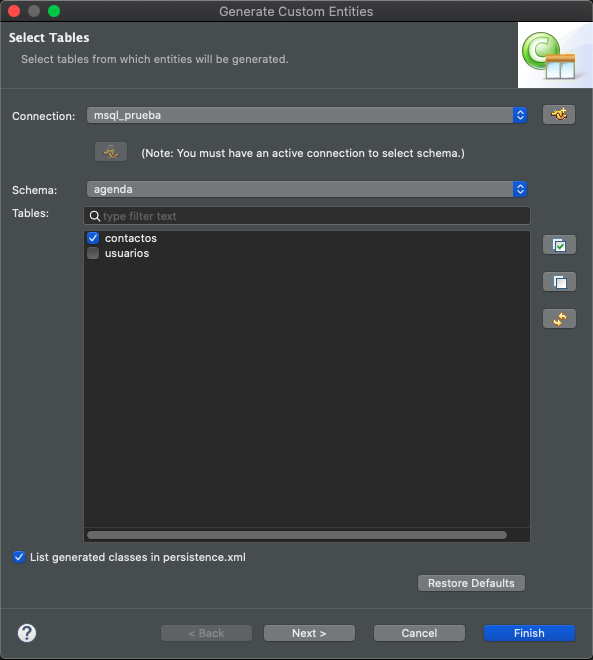 Generate Custom Entities
Select Tables
Select tables from which entities will be generated.
Connection: msql_prueba
(Note: You must have an active connection to select schema.)
Schema: agenda
Tables: type filter text
contactos
usuarios
List generated classes in persistence.xml
Restore Defaults
? < Back Next > Cancel Finish